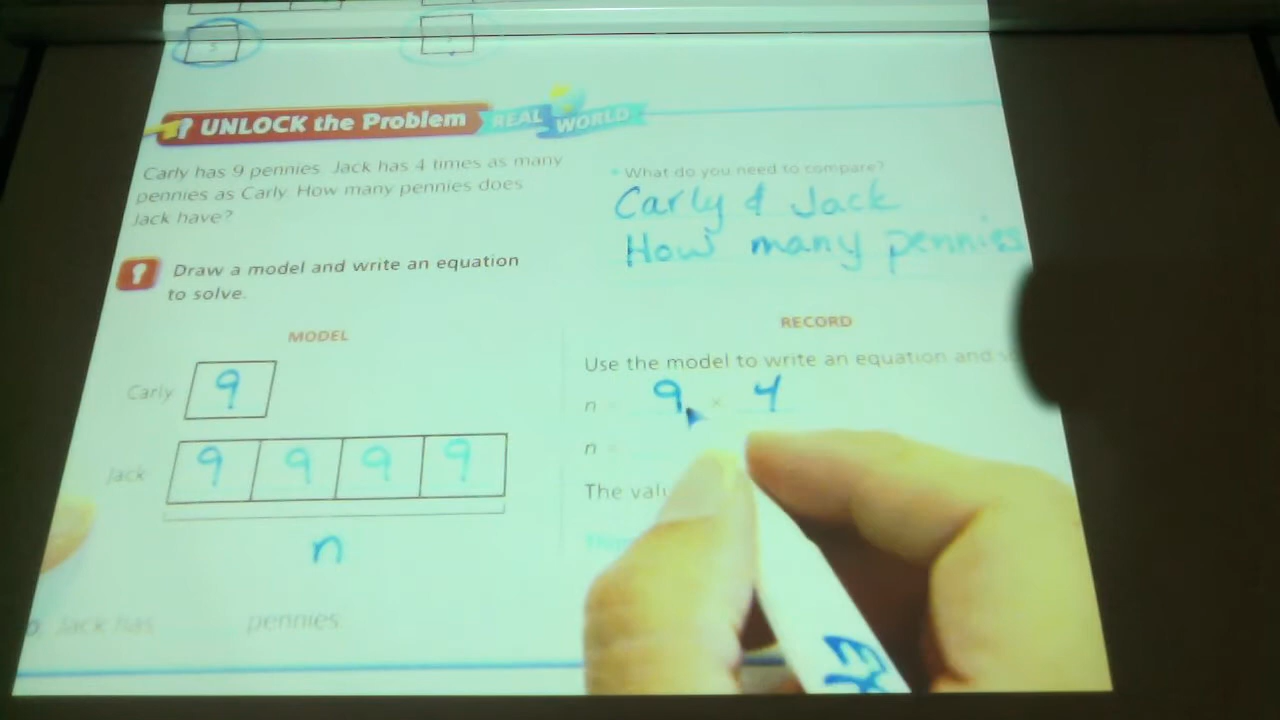 UNLOCK the Problem REAL WORLD
Carly has 9 pennies. Jack has 4 times as many
pennies as Carly. How many pennies does
Jack have?
What do you need to compare?
Carly & Jack
How many pennies
Draw a model and write an equation
to solve.
MODEL
Carly 9
Jack 9 9 9 9
n
Jack has pennies
RECORD
Use the model to write an equation and
n = 9 × 4
n =
The